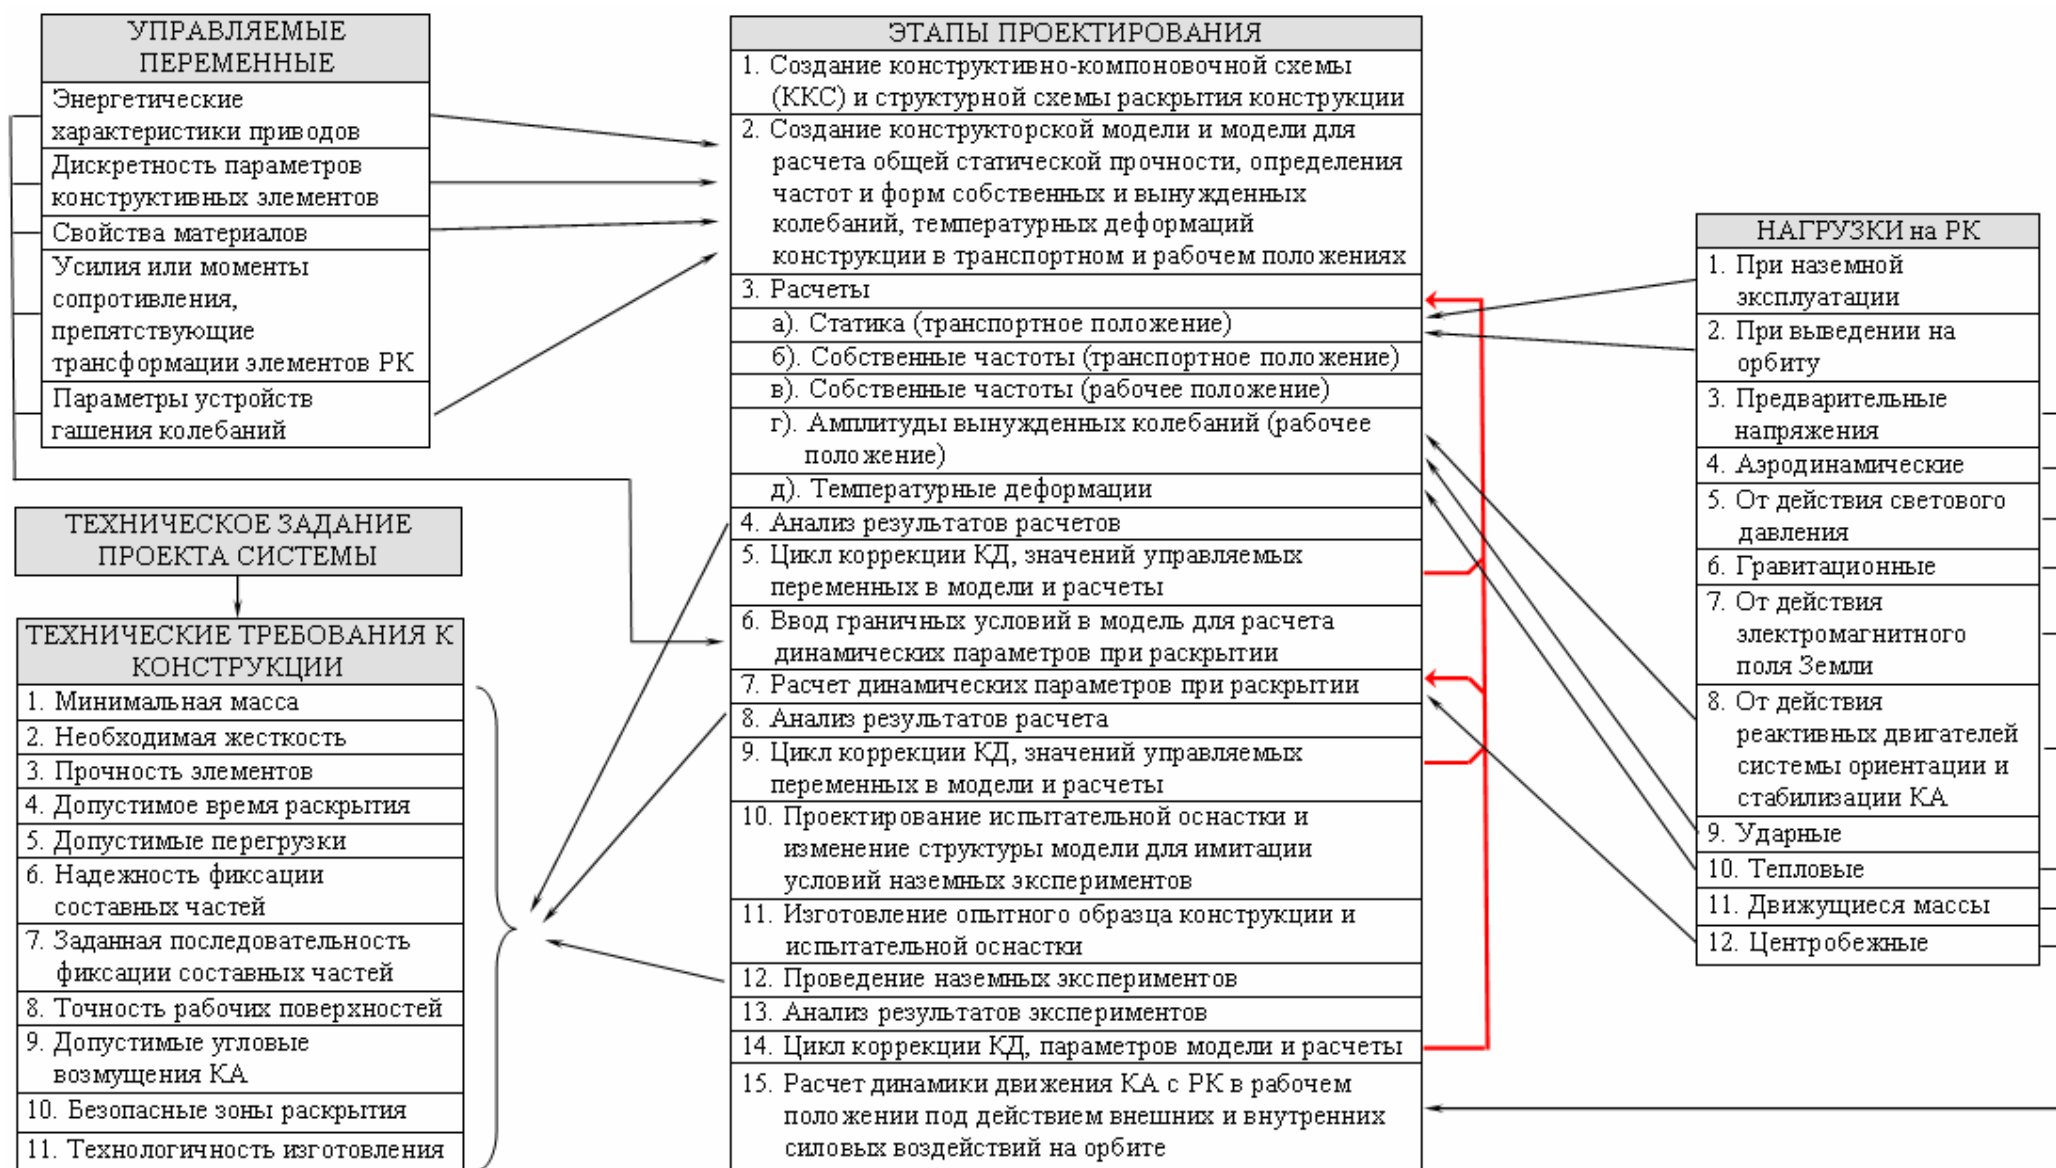 УПРАВЛЯЕМЫЕ
ПЕРЕМЕННЫЕ
Энергетические
характеристики приводов
Дискретность параметров
конструктивных элементов
Свойства материалов
Усилия или моменты
сопротивления,
препятствующие
трансформации элементов РК
Параметры устройств
гашения колебаний
ТЕХНИЧЕСКОЕ ЗАДАНИЕ
ПРОЕКТА СИСТЕМЫ
ТЕХНИЧЕСКИЕ ТРЕБОВАНИЯ К
КОНСТРУКЦИИ
1. Минимальная масса
2. Необходимая жесткость
3. Прочность элементов
4. Допустимое время раскрытия
5. Допустимые перегрузки
6. Надежность фиксации
составных частей
7. Заданная последовательность
фиксации составных частей
8. Точность рабочих поверхностей
9. Допустимые угловые
возмущения КА
10. Безопасные зоны раскрытия
11. Технологичность изготовления
ЭТАПЫ ПРОЕКТИРОВАНИЯ
1. Создание конструктивно-компоновочной схемы
(ККС) и структурной схемы раскрытия конструкции
2. Создание конструкторской модели и модели для
расчета общей статической прочности, определения
частот и форм собственных и вынужденных
колебаний, температурных деформаций
конструкции в транспортном и рабочем положениях
3. Расчеты
а). Статика (транспортное положение)
б). Собственные частоты (транспортное положение)
в). Собственные частоты (рабочее положение)
г). Амплитуды вынужденных колебаний (рабочее
положение)
д). Температурные деформации
4. Анализ результатов расчетов
5. Цикл коррекции КД, значений управляемых
переменных в модели и расчеты
6. Ввод граничных условий в модель для расчета
динамических параметров при раскрытии
7. Расчет динамических параметров при раскрытии
8. Анализ результатов расчета
9. Цикл коррекции КД, значений управляемых
переменных в модели и расчеты
10. Проектирование испытательной оснастки и
изменение структуры модели для имитации
условий наземных экспериментов
11. Изготовление опытного образца конструкции и
испытательной оснастки
12. Проведение наземных экспериментов
13. Анализ результатов экспериментов
14. Цикл коррекции КД, параметров модели и расчеты
15. Расчет динамики движения КА с РК в рабочем
положении под действием внешних и внутренних
силовых воздействий на орбите
НАГРУЗКИ на РК
1. При наземной
эксплуатации
2. При выведении на
орбиту
3. Предварительные
напряжения
4. Аэродинамические
5. От действия светового
давления
6. Гравитационные
7. От действия
электромагнитного
поля Земли
8. От действия
реактивных двигателей
системы ориентации и
стабилизации КА
9. Ударные
10. Тепловые
11. Движущиеся массы
12. Центробежные